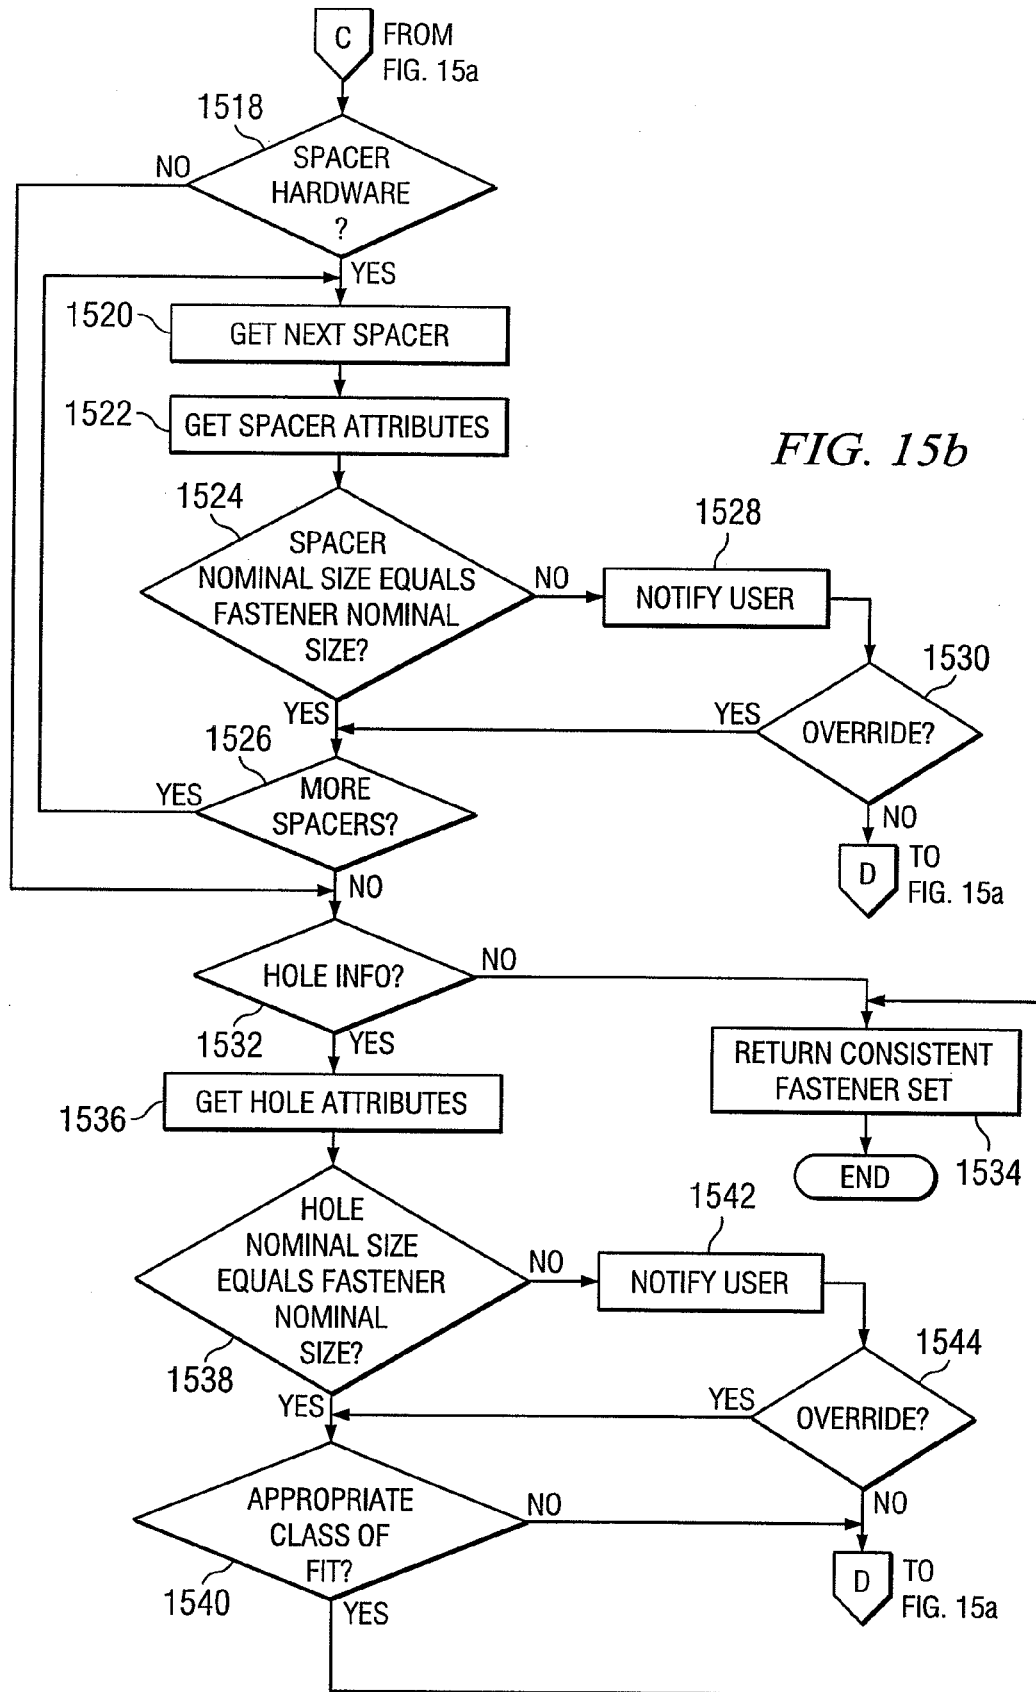 C
FROM
FIG. 15a
1518
NO
SPACER
HARDWARE
?
YES
1520
GET NEXT SPACER
1522
GET SPACER ATTRIBUTES
FIG. 15b
1524
SPACER
NOMINAL SIZE EQUALS
FASTENER NOMINAL
SIZE?
NO
1528
NOTIFY USER
1530
YES
YES
OVERRIDE?
1526
YES
MORE
SPACERS?
NO
D
TO
FIG. 15a
NO
HOLE INFO?
NO
1532
YES
RETURN CONSISTENT
FASTENER SET
1536
GET HOLE ATTRIBUTES
1534
END
HOLE
NOMINAL SIZE
EQUALS FASTENER
NOMINAL
SIZE?
1542
NO
NOTIFY USER
1538
1544
YES
YES
OVERRIDE?
APPROPRIATE
CLASS OF
FIT?
NO
NO
1540
YES
D
TO
FIG. 15a